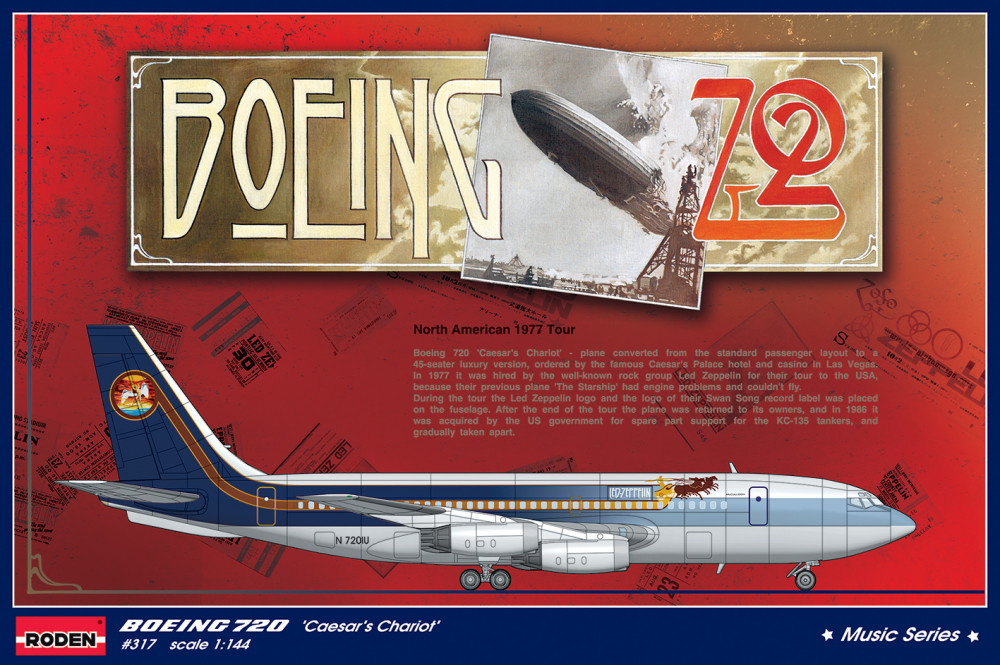 BOEING 720
North American 1977 Tour
Boeing 720 'Caesar's Chariot' - plane converted from the standard passenger layout to a
45-seater luxury version, ordered by the famous Caesar's Palace hotel and casino in Las Vegas.
In 1977 it was hired by the well-known rock group Led Zeppelin for their tour to the USA,
because their previous plane 'The Starship' had engine problems and couldn't fly.
During the tour the Led Zeppelin logo and the logo of their Swan Song record label was placed
on the fuselage. After the end of the tour the plane was returned to its owners, and in 1986 it
was acquired by the US government for spare part support for the KC-135 tankers, and
gradually taken apart.
LED-ZEPPELIN
N 720IU
RODEN
BOEING 720 'Caesar's Chariot'
#317 scale 1:144
Music Series